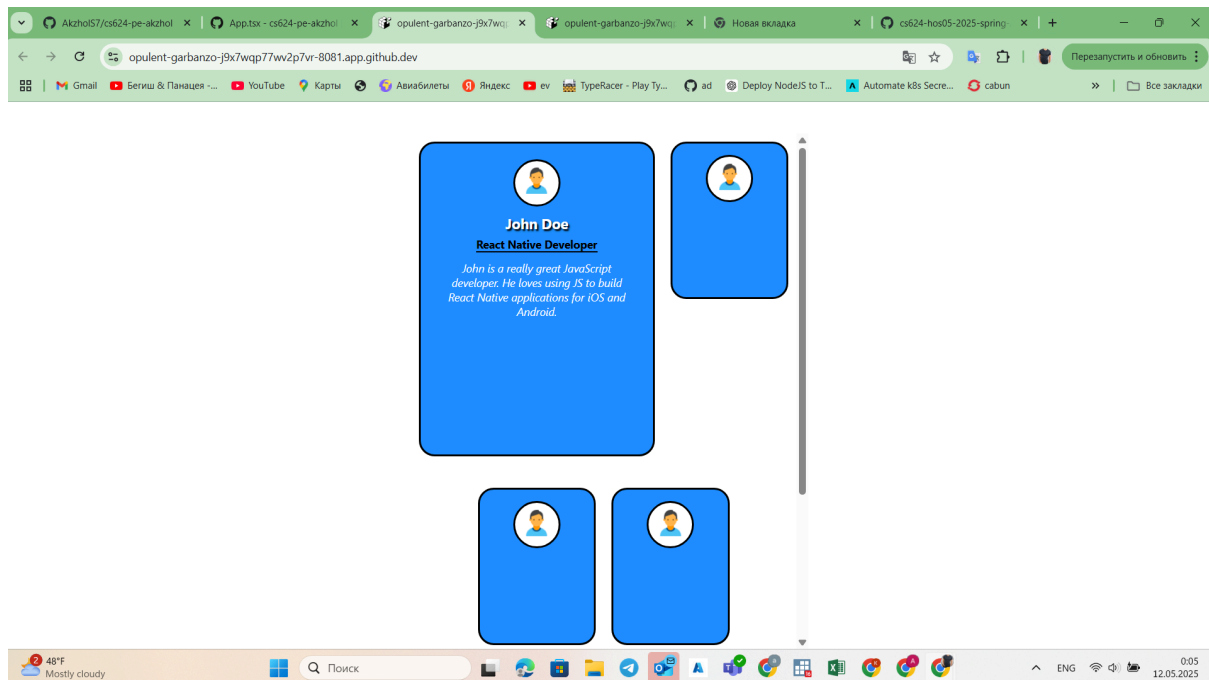 AkzholS7/cs624-pe-akzhol
App.tsx - cs624-pe-akzhol
opulent-garbanzo-j9x7wqp
opulent-garbanzo-j9x7wqp
Новая вкладка
cs624-hos05-2025-spring-
opulent-garbanzo-j9x7wqp77wv2p7vr-8081.app.github.dev
Перезапустить и обновить
Gmail
Бегиш & Панацея -...
YouTube
Карты
Авиабилеты
Яндекс
ev
TypeRacer - Play Ty...
ad
Deploy NodeJS to T...
Automate k8s Secre...
cabun
»
Все закладки
John Doe
React Native Developer
John is a really great JavaScript
developer. He loves using JS to build
React Native applications for iOS and
Android.
2
48°F
Mostly cloudy
Поиск
ENG
0:05
12.05.2025